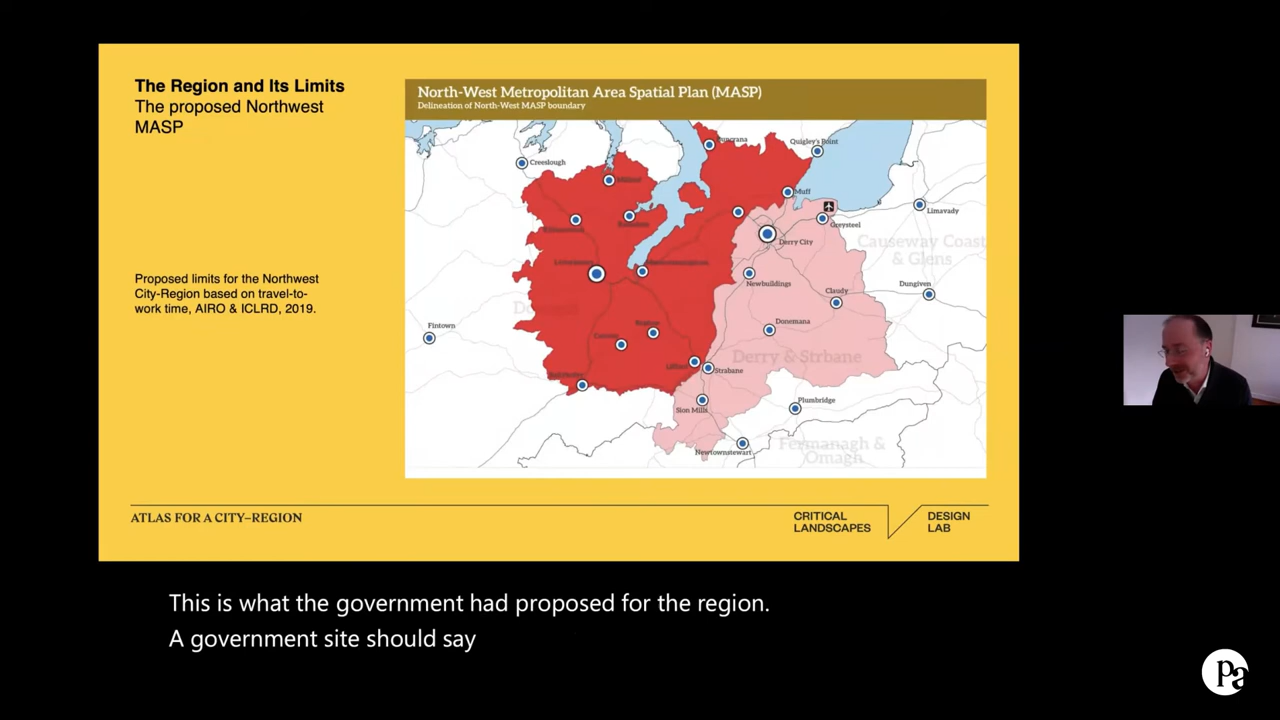 The Region and Its Limits
The proposed Northwest
MASP
Proposed limits for the Northwest
City-Region based on travel-to-
work time, AIRO & ICLRD, 2019.
North-West Metropolitan Area Spatial Plan (MASP)
Delineation of North-West MASP boundary
Quigley's Point
Creeslough
Muff
Limavady
Greysteel
Derry City
Causeway Coast
& Glens
Newbuildings
Claudy
Dungiven
Donemana
Fintown
Derry & Strbane
Strabane
Plumbridge
Sion Mills
Fermanagh &
Omagh
Newtownstewart
ATLAS FOR A CITY–REGION
CRITICAL
LANDSCAPES
DESIGN
LAB
This is what the government had proposed for the region.
A government site should say
pa